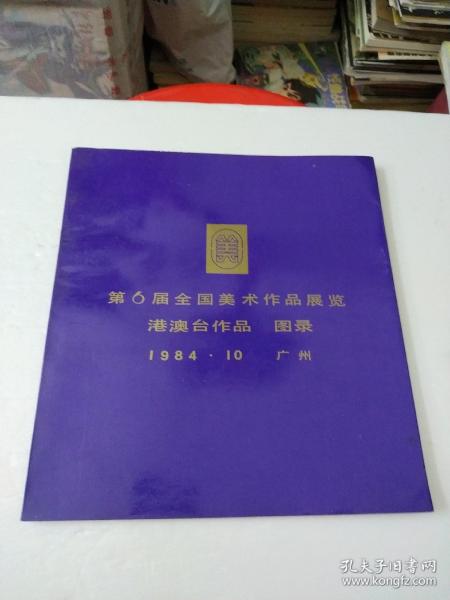 第6届全国美术作品展览
港澳台作品 图录
1984·10 广州
孔夫子旧书网
www.kongfz.com